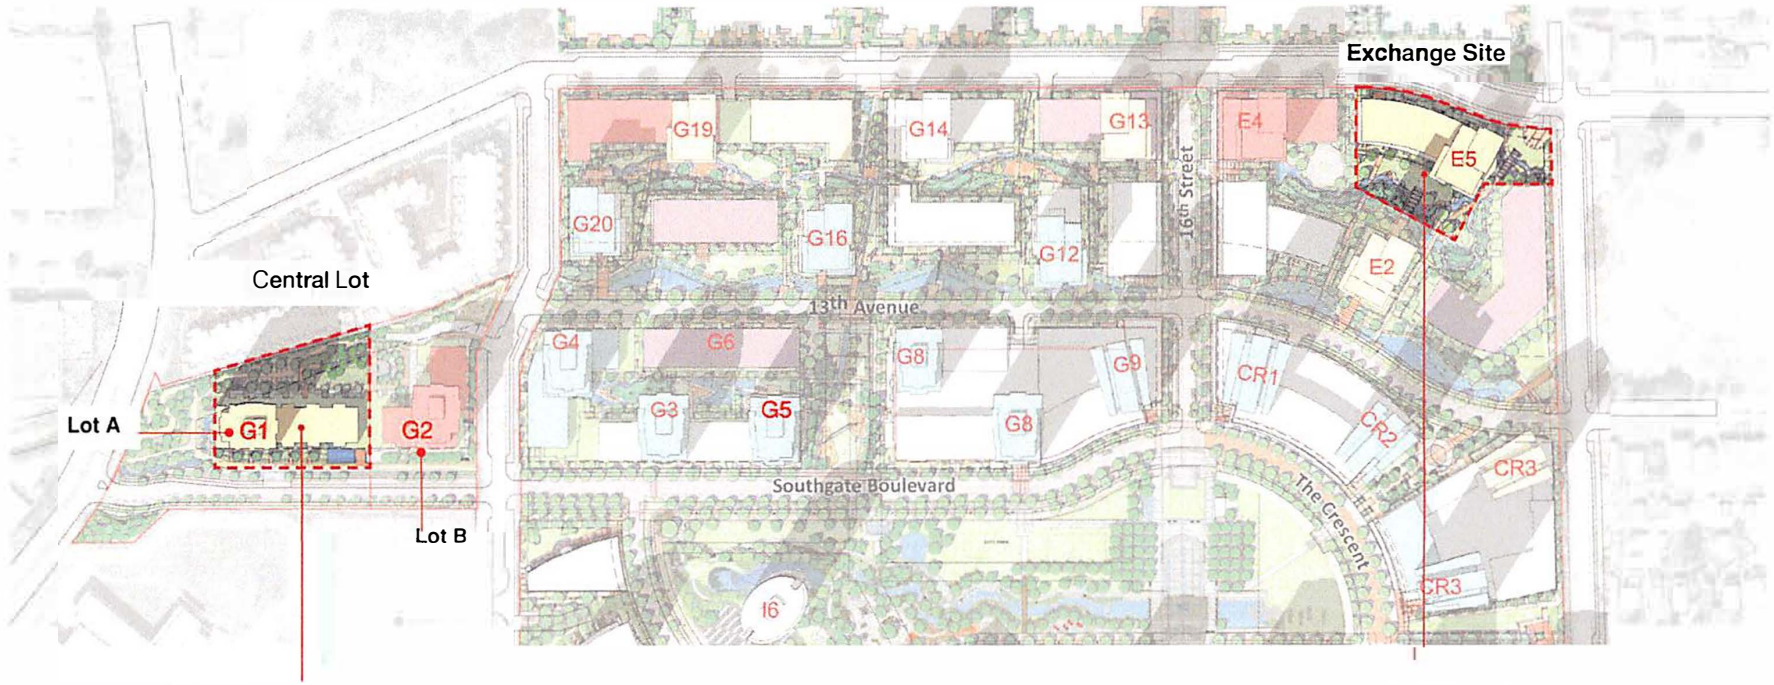 Exchange Site
G19
G14
G13
E4
E5
16th Street
G20
G16
G12
E2
Central Lot
13th Avenue
G4
G6
G8
G9
CR1
Lot A
G1
G2
G3
G5
G8
CR2
CR3
Southgate Boulevard
The Crescent
Lot B
CR3
I6